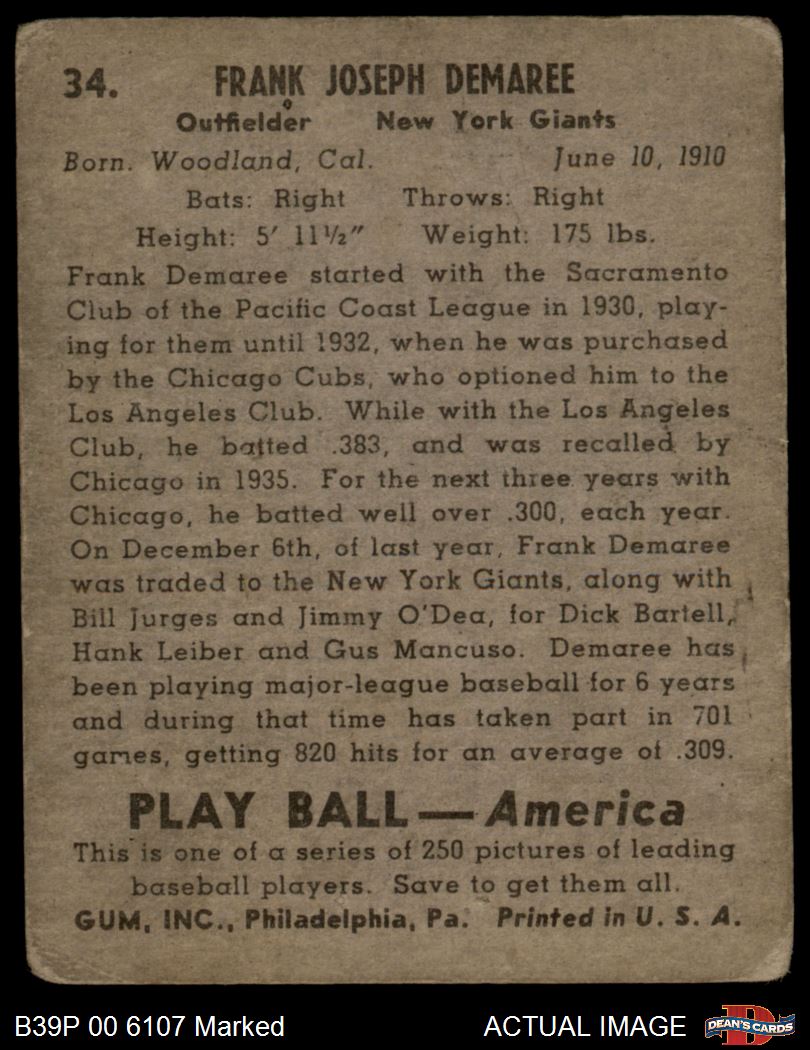 34. FRANK JOSEPH DEMAREE
Outfielder New York Giants
Born. Woodland, Cal. June 10, 1910
Bats: Right Throws: Right
Height: 5' 11½" Weight: 175 lbs.
Frank Demaree started with the Sacramento
Club of the Pacific Coast League in 1930, play-
ing for them until 1932, when he was purchased
by the Chicago Cubs, who optioned him to the
Los Angeles Club. While with the Los Angeles
Club, he batted .383, and was recalled by
Chicago in 1935. For the next three years with
Chicago, he batted well over .300, each year.
On December 6th, of last year, Frank Demaree
was traded to the New York Giants, along with
Bill Jurges and Jimmy O'Dea, for Dick Bartell,
Hank Leiber and Gus Mancuso. Demaree has
been playing major-league baseball for 6 years
and during that time has taken part in 701
games, getting 820 hits for an average of .309.
PLAY BALL — America
This is one of a series of 250 pictures of leading
baseball players. Save to get them all.
GUM, INC., Philadelphia, Pa. Printed in U. S. A.
B39P 00 6107 Marked ACTUAL IMAGE D DEAN'S CARDS